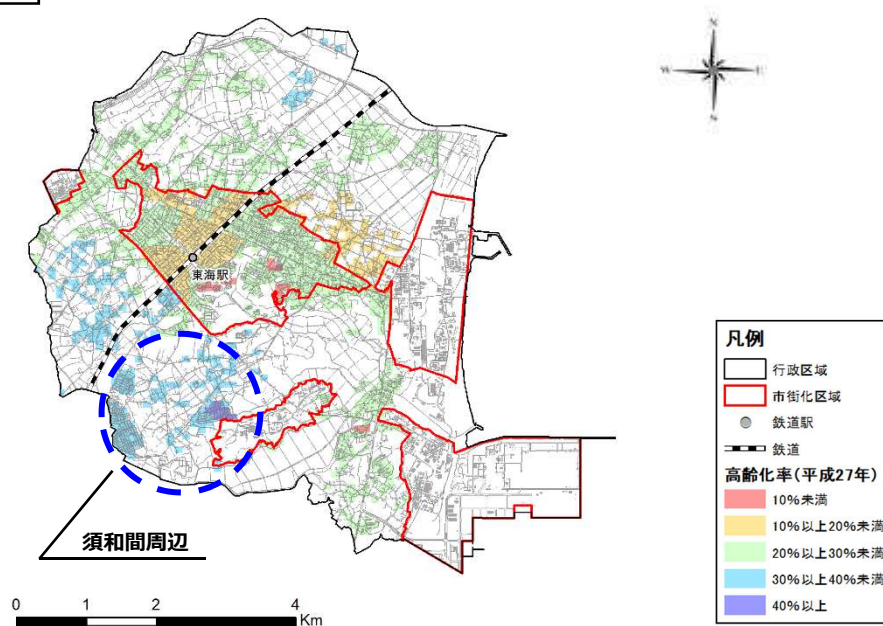 N
W E
S
東海駅
須和間周辺
0 1 2 4
Km
凡例
行政区域
市街化区域
鉄道駅
鉄道
高齢化率(平成27年)
10%未満
10%以上20%未満
20%以上30%未満
30%以上40%未満
40%以上